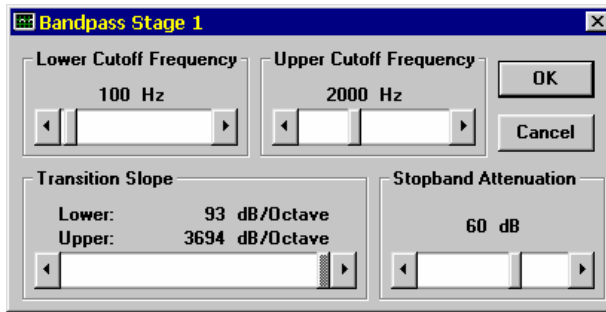 Bandpass Stage 1
Lower Cutoff Frequency
100 Hz
Upper Cutoff Frequency
2000 Hz
OK
Cancel
Transition Slope
Lower: 93 dB/Octave
Upper: 3694 dB/Octave
Stopband Attenuation
60 dB